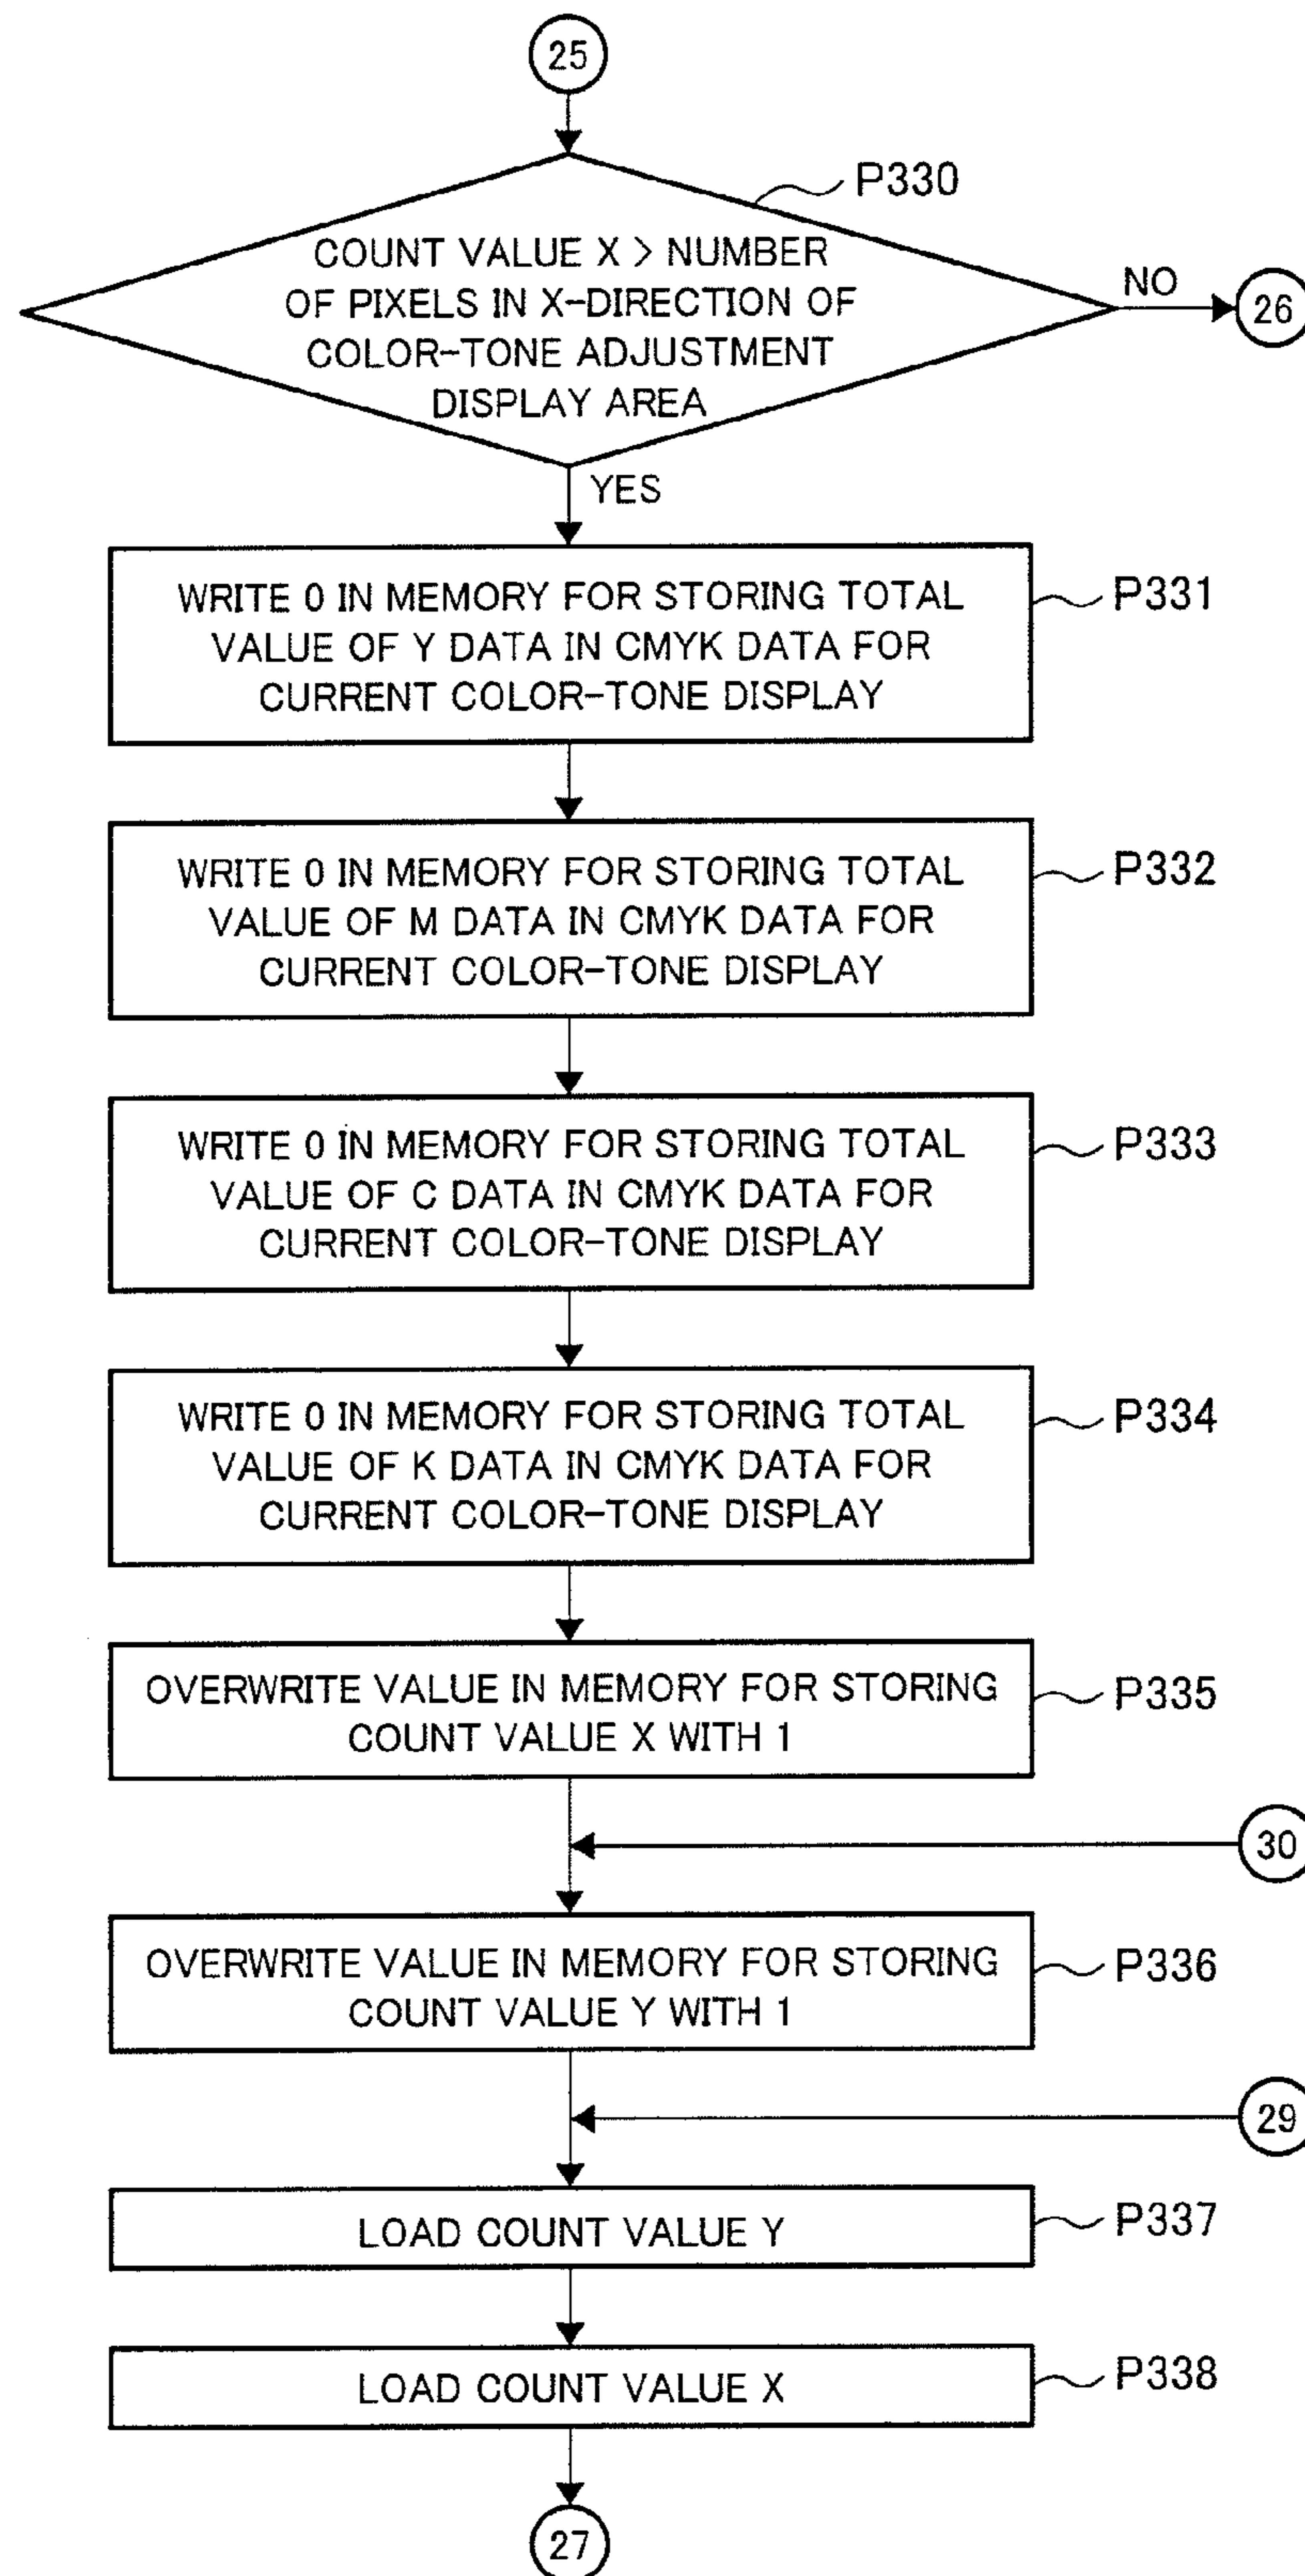 25
P330
COUNT VALUE X > NUMBER
OF PIXELS IN X-DIRECTION OF
COLOR-TONE ADJUSTMENT
DISPLAY AREA
NO
26
YES
WRITE 0 IN MEMORY FOR STORING TOTAL
VALUE OF Y DATA IN CMYK DATA FOR
CURRENT COLOR-TONE DISPLAY
P331
WRITE 0 IN MEMORY FOR STORING TOTAL
VALUE OF M DATA IN CMYK DATA FOR
CURRENT COLOR-TONE DISPLAY
P332
WRITE 0 IN MEMORY FOR STORING TOTAL
VALUE OF C DATA IN CMYK DATA FOR
CURRENT COLOR-TONE DISPLAY
P333
WRITE 0 IN MEMORY FOR STORING TOTAL
VALUE OF K DATA IN CMYK DATA FOR
CURRENT COLOR-TONE DISPLAY
P334
OVERWRITE VALUE IN MEMORY FOR STORING
COUNT VALUE X WITH 1
P335
30
OVERWRITE VALUE IN MEMORY FOR STORING
COUNT VALUE Y WITH 1
P336
29
LOAD COUNT VALUE Y
P337
LOAD COUNT VALUE X
P338
27